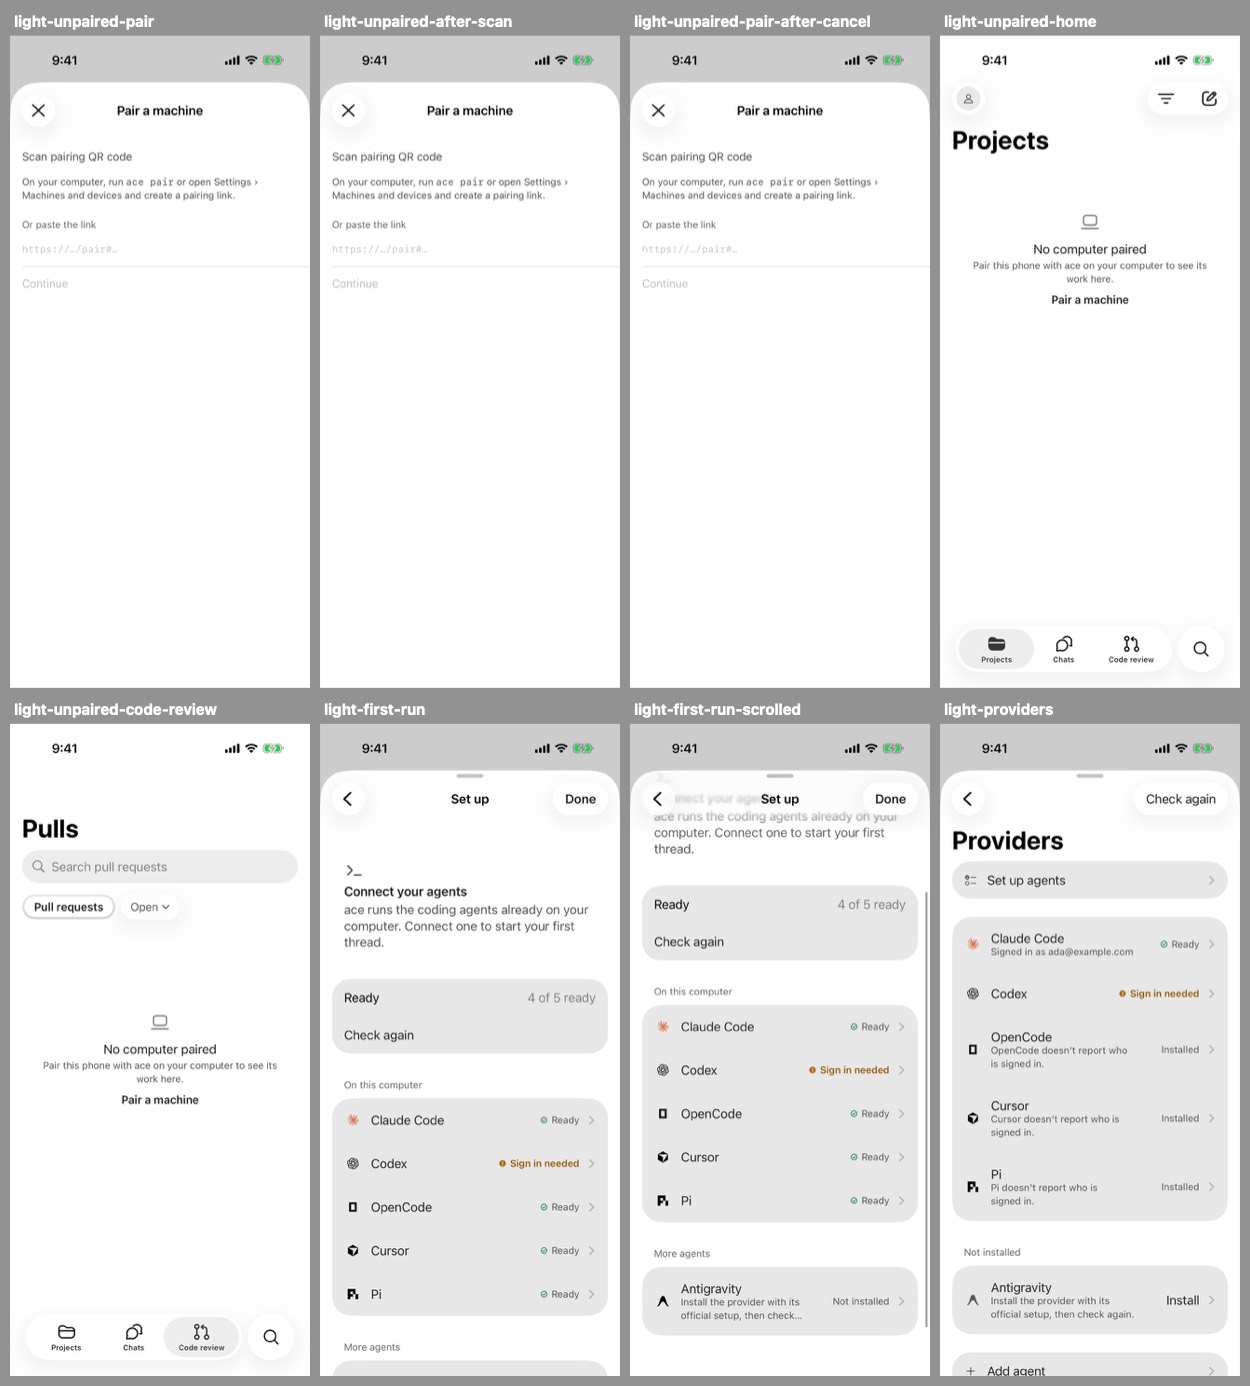 light-unpaired-pair
9:41
Pair a machine
Scan pairing QR code
On your computer, run ace pair or open Settings ›
Machines and devices and create a pairing link.
Or paste the link
https://…/pair#…
Continue
light-unpaired-after-scan
9:41
Pair a machine
Scan pairing QR code
On your computer, run ace pair or open Settings ›
Machines and devices and create a pairing link.
Or paste the link
https://…/pair#…
Continue
light-unpaired-pair-after-cancel
9:41
Pair a machine
Scan pairing QR code
On your computer, run ace pair or open Settings ›
Machines and devices and create a pairing link.
Or paste the link
https://…/pair#…
Continue
light-unpaired-home
9:41
Projects
No computer paired
Pair this phone with ace on your computer to see its
work here.
Pair a machine
Projects
Chats
Code review
light-unpaired-code-review
9:41
Pulls
Search pull requests
Pull requests
Open
No computer paired
Pair this phone with ace on your computer to see its
work here.
Pair a machine
Projects
Chats
Code review
light-first-run
9:41
Set up
Done
Connect your agents
ace runs the coding agents already on your
computer. Connect one to start your first
thread.
Ready
4 of 5 ready
Check again
On this computer
Claude Code
Ready
Codex
Sign in needed
OpenCode
Ready
Cursor
Ready
Pi
Ready
More agents
light-first-run-scrolled
9:41
Set up
Done
Connect your agents
ace runs the coding agents already on your
computer. Connect one to start your first
thread.
Ready
4 of 5 ready
Check again
On this computer
Claude Code
Ready
Codex
Sign in needed
OpenCode
Ready
Cursor
Ready
Pi
Ready
More agents
Antigravity
Install the provider with its
official setup, then check...
Not installed
light-providers
9:41
Check again
Providers
Set up agents
Claude Code
Signed in as ada@example.com
Ready
Codex
Sign in needed
OpenCode
OpenCode doesn't report who
is signed in.
Installed
Cursor
Cursor doesn't report who is
signed in.
Installed
Pi
Pi doesn't report who is
signed in.
Installed
Not installed
Antigravity
Install the provider with its
official setup, then check again.
Install
Add agent